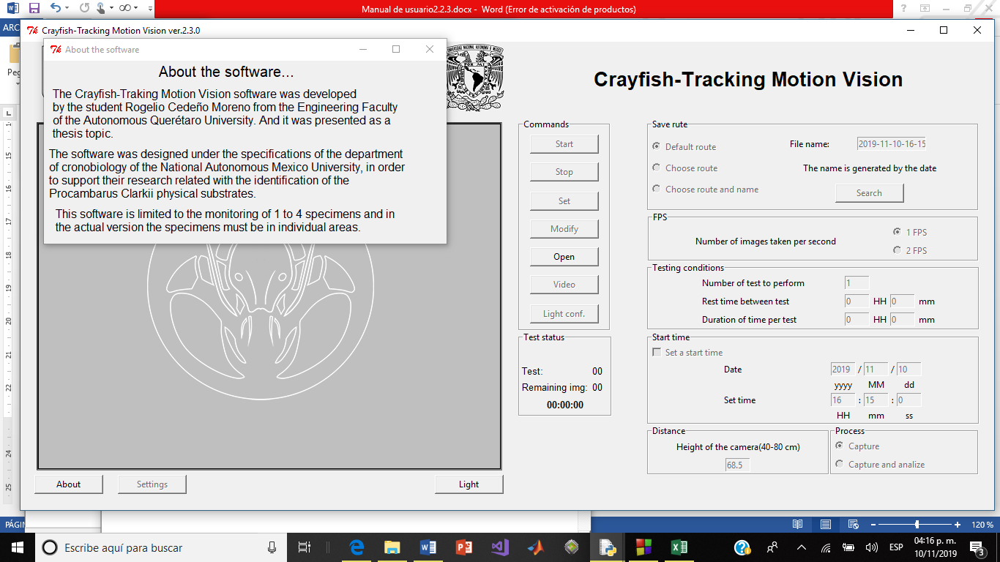 Manual de usuario2.2.3.docx - Word (Error de activación de productos)
ARC
Peg
Crayfish-Tracking Motion Vision ver.2.3.0
About the software
About the software...
The Crayfish-Traking Motion Vision software was developed
by the student Rogelio Cedeño Moreno from the Engineering Faculty
of the Autonomous Querétaro University. And it was presented as a
thesis topic.
The software was designed under the specifications of the department
of cronobiology of the National Autonomous Mexico University, in order
to support their research related with the identification of the
Procambarus Clarkii physical substrates.
This software is limited to the monitoring of 1 to 4 specimens and in
the actual version the specimens must be in individual areas.
Crayfish-Tracking Motion Vision
Commands
Start
Stop
Set
Modify
Open
Video
Light conf.
Test status
Test: 00
Remaining img: 00
00:00:00
Save rute
Default route
Choose route
Choose route and name
File name: 2019-11-10-16-15
The name is generated by the date
Search
FPS
Number of images taken per second
1 FPS
2 FPS
Testing conditions
Number of test to perform 1
Rest time between test 0 HH 0 mm
Duration of time per test 0 HH 0 mm
Start time
Set a start time
Date 2019 / 11 / 10
yyyy MM dd
Set time 16 : 15 : 0
HH mm ss
Distance
Height of the camera(40-80 cm)
68.5
Process
Capture
Capture and analize
About
Settings
Light
15
16
17
18
19
20
21
22
24
25
PÁGIN
120 %
Escribe aquí para buscar
ESP
04:16 p. m.
10/11/2019
3